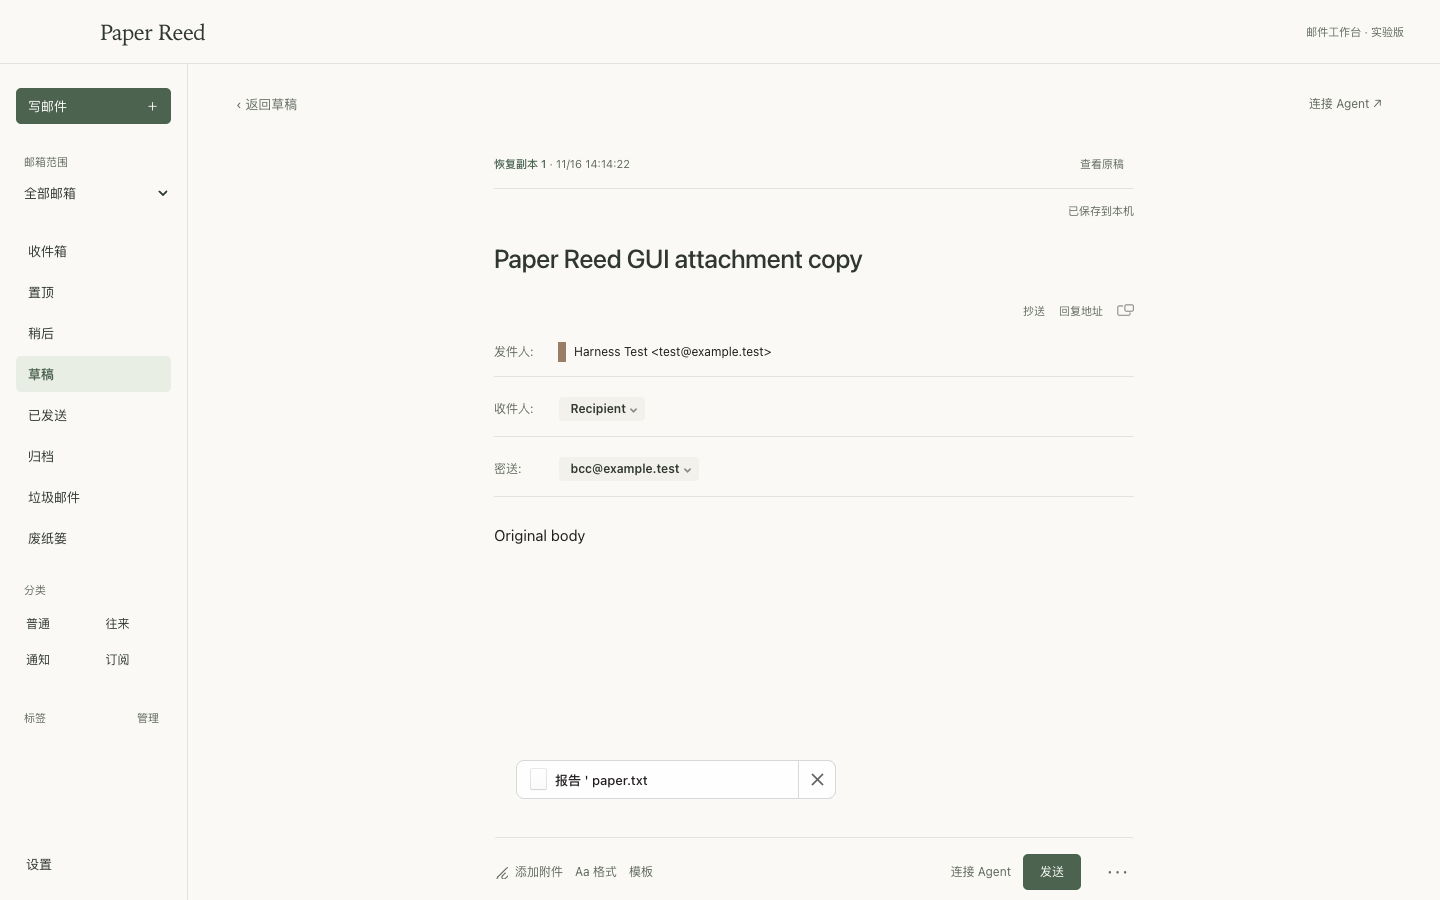 Paper Reed
邮件工作台 · 实验版
写邮件 +
邮箱范围
全部邮箱
收件箱
置顶
稍后
草稿
已发送
归档
垃圾邮件
废纸篓
分类
普通 往来
通知 订阅
标签 管理
设置
‹ 返回草稿
连接 Agent ↗
恢复副本 1 · 11/16 14:14:22
查看原稿
已保存到本机
Paper Reed GUI attachment copy
抄送 回复地址
发件人: Harness Test <test@example.test>
收件人: Recipient
密送: bcc@example.test
Original body
报告 ' paper.txt
添加附件 Aa 格式 模板
连接 Agent 发送 ···